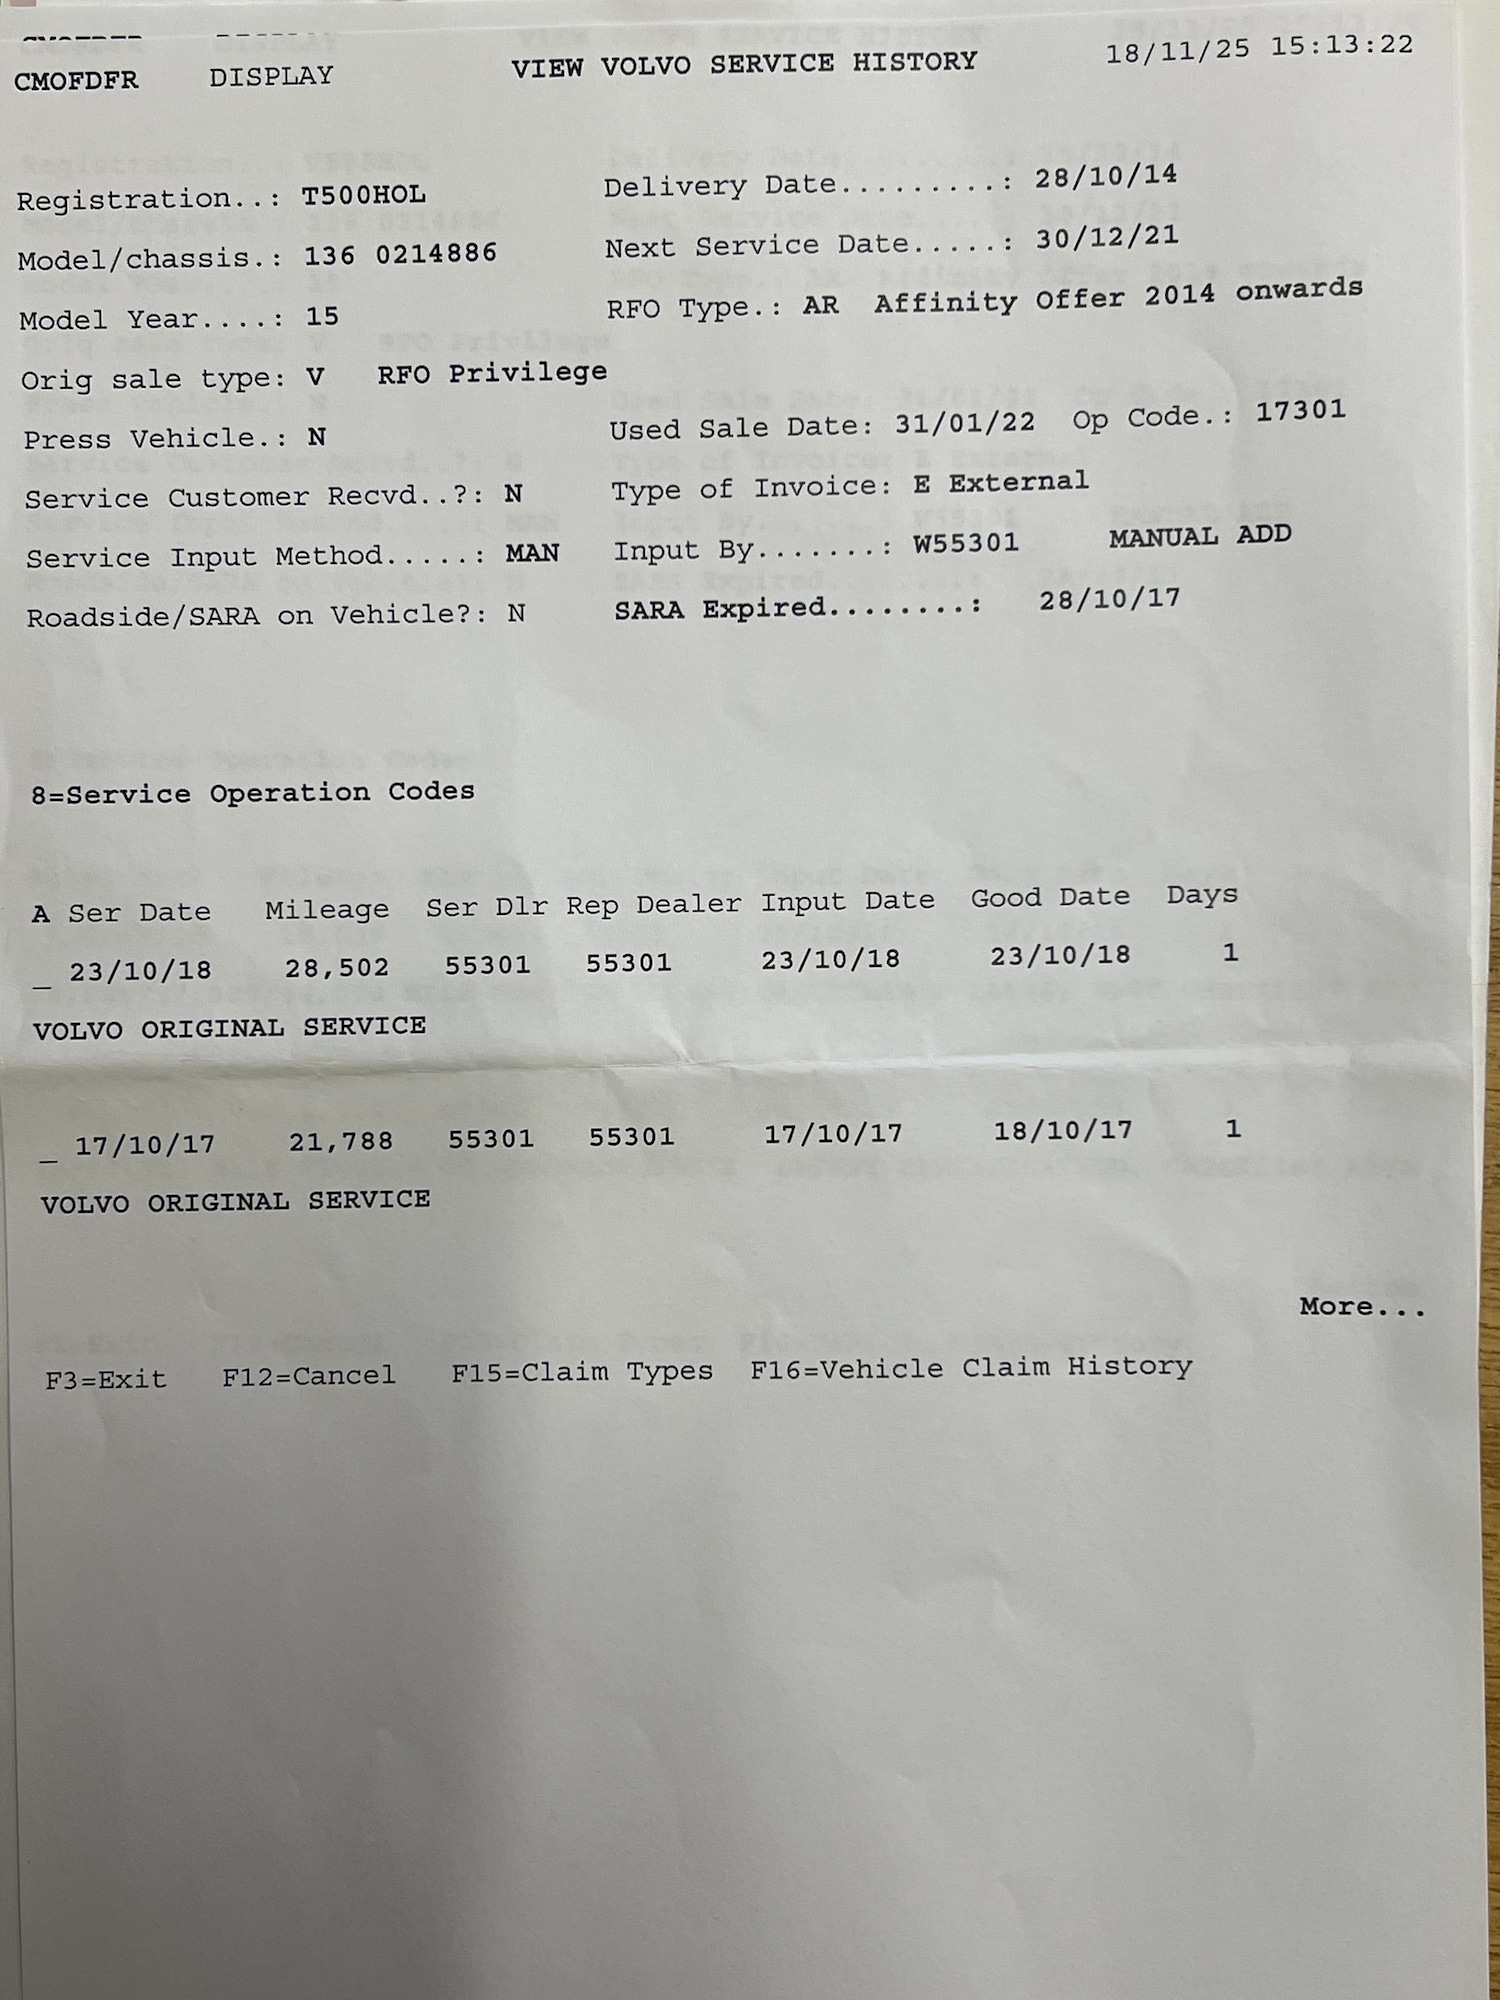 CMOFDFR DISPLAY VIEW VOLVO SERVICE HISTORY 18/11/25 15:13:22
Registration..: T500HOL Delivery Date.........: 28/10/14
Model/chassis.: 136 0214886 Next Service Date.....: 30/12/21
Model Year....: 15 RFO Type.: AR Affinity Offer 2014 onwards
Orig sale type: V RFO Privilege
Press Vehicle.: N Used Sale Date: 31/01/22 Op Code.: 17301
Service Customer Recvd..?: N Type of Invoice: E External
Service Input Method.....: MAN Input By.......: W55301 MANUAL ADD
Roadside/SARA on Vehicle?: N SARA Expired........: 28/10/17
8=Service Operation Codes
A Ser Date Mileage Ser Dlr Rep Dealer Input Date Good Date Days
_ 23/10/18 28,502 55301 55301 23/10/18 23/10/18 1
VOLVO ORIGINAL SERVICE
_ 17/10/17 21,788 55301 55301 17/10/17 18/10/17 1
VOLVO ORIGINAL SERVICE
More...
F3=Exit F12=Cancel F15=Claim Types F16=Vehicle Claim History